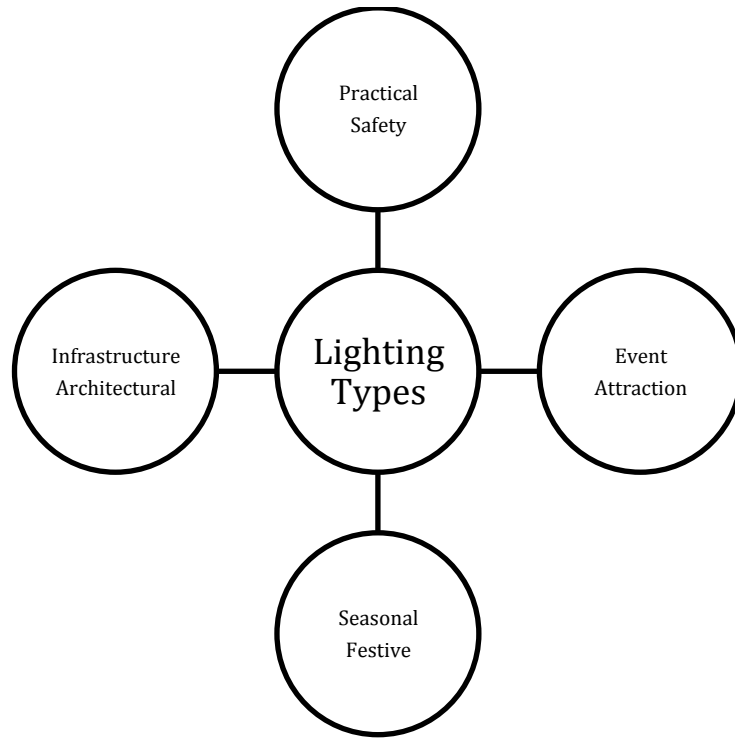 Practical
Safety
Infrastructure
Architectural
Lighting
Types
Event
Attraction
Seasonal
Festive